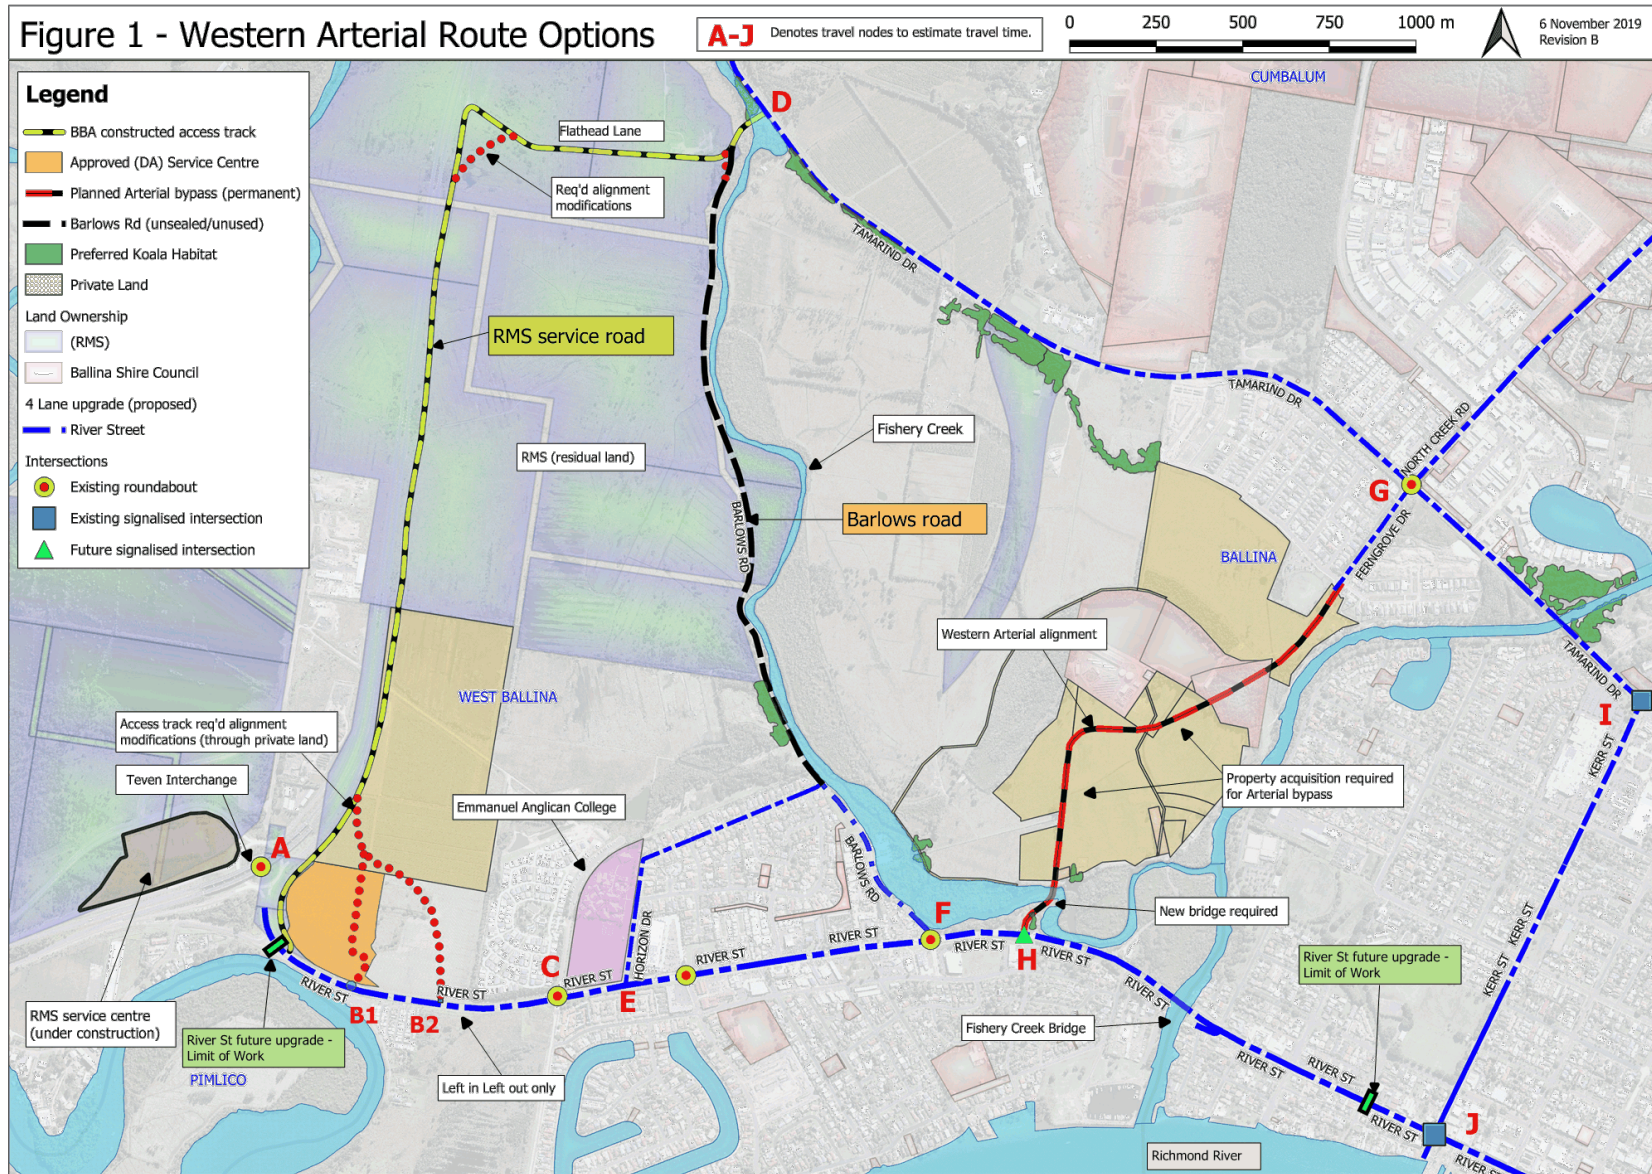 Figure 1 - Western Arterial Route Options
A-J Denotes travel nodes to estimate travel time.
0 250 500 750 1000 m
6 November 2019
Revision B
Legend
BBA constructed access track
Approved (DA) Service Centre
Planned Arterial bypass (permanent)
Barlows Rd (unsealed/unused)
Preferred Koala Habitat
Private Land
Land Ownership
(RMS)
Ballina Shire Council
4 Lane upgrade (proposed)
River Street
Intersections
Existing roundabout
Existing signalised intersection
Future signalised intersection
CUMBALUM
D
Flathead Lane
Req'd alignment
modifications
TAMARIND DR
RMS service road
TAMARIND DR
NORTH CREEK RD
Fishery Creek
RMS (residual land)
G
Barlows road
BARLOWS RD
FERNGROVE DR
BALLINA
Western Arterial alignment
TAMARIND DR
WEST BALLINA
I
Access track req'd alignment
modifications (through private land)
Teven Interchange
KERR ST
Property acquisition required
for Arterial bypass
Emmanuel Anglican College
A
BARLOWS RD
New bridge required
F
HORIZON DR
RIVER ST
RIVER ST
RIVER ST
RIVER ST
H
KERR ST
KERR ST
C
RIVER ST
E
River St future upgrade -
Limit of Work
RIVER ST
RIVER ST
RIVER ST
B1
B2
RMS service centre
(under construction)
Fishery Creek Bridge
River St future upgrade -
Limit of Work
PIMLICO
Left in Left out only
RIVER ST
RIVER ST
RIVER ST
J
Richmond River
RIVER ST